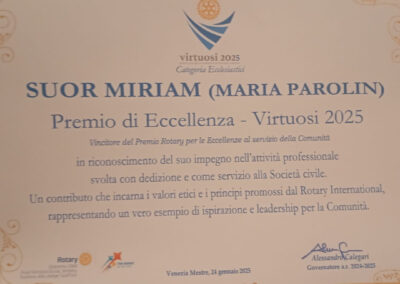 virtuosi 2025
Categoria Ecclesiastici
SUOR MIRIAM (MARIA PAROLIN)
Premio di Eccellenza - Virtuosi 2025
Vincitore del Premio Rotary per le Eccellenze al servizio della Comunità
in riconoscimento del suo impegno nell'attività professionale
svolta con dedizione e come servizio alla Società civile.
Un contributo che incarna i valori etici e i principi promossi dal Rotary International,
rappresentando un vero esempio di ispirazione e leadership per la Comunità.
Rotary
Venezia Mestre, 24 gennaio 2025
Alessandro Calegari
Governatore a.r. 2024-2025